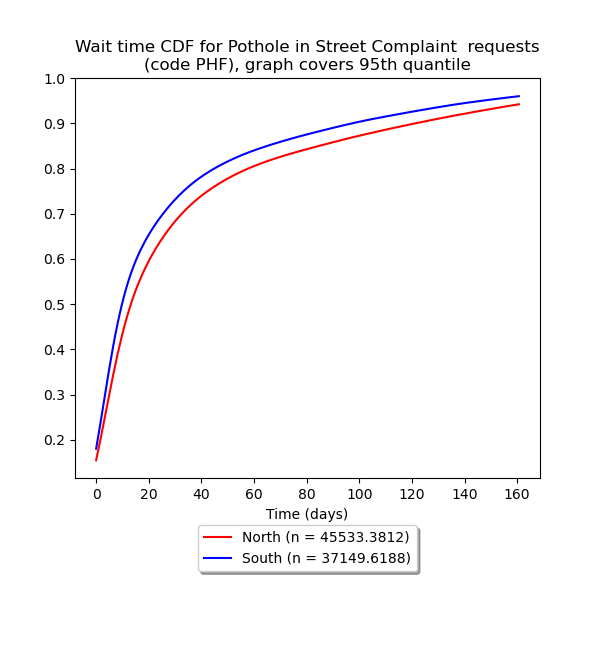 Wait time CDF for Pothole in Street Complaint  requests
(code PHF), graph covers 95th quantile
1.0
0.9
0.8
0.7
0.6
0.5
0.4
0.3
0.2
0 20 40 60 80 100 120 140 160
Time (days)
North (n = 45533.3812)
South (n = 37149.6188)